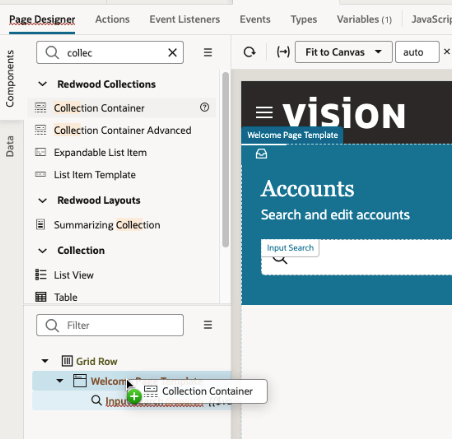 Page Designer
Actions
Event Listeners
Events
Types
Variables (1)
JavaScrip
Components
Data
collec
Redwood Collections
Collection Container
Collection Container Advanced
Expandable List Item
List Item Template
Redwood Layouts
Summarizing Collection
Collection
List View
Table
Filter
Grid Row
Welcome Page Template
Collection Container
Input
Fit to Canvas
auto
vision
Welcome Page Template
Accounts
Search and edit accounts
Input Search